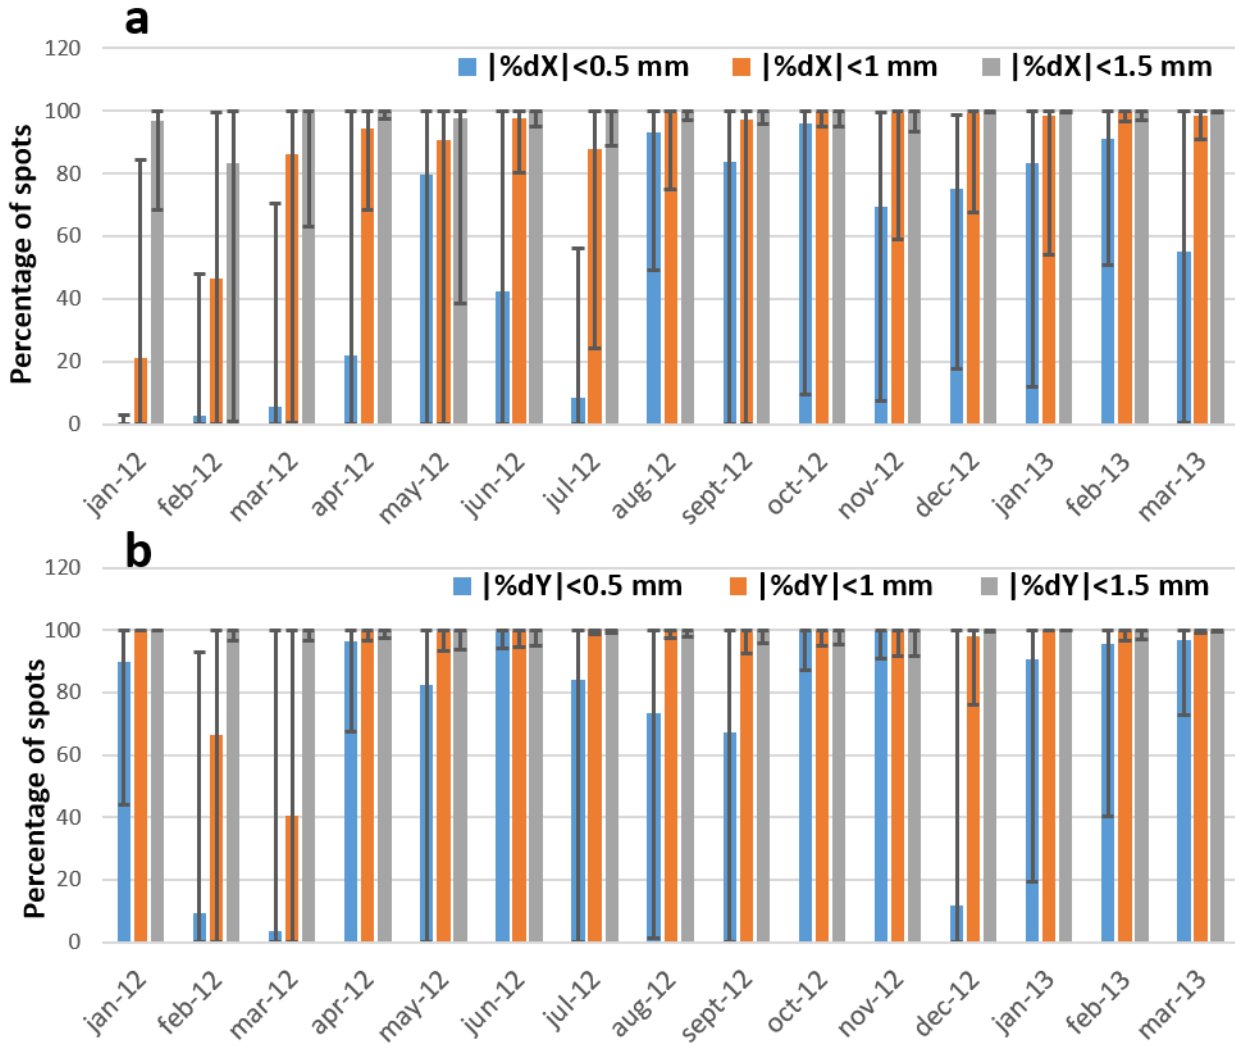 a
120
|%dX|<0.5 mm |%dX|<1 mm |%dX|<1.5 mm
100
80
60
40
20
0
Percentage of spots
jan-12 feb-12 mar-12 apr-12 may-12 jun-12 jul-12 aug-12 sept-12 oct-12 nov-12 dec-12 jan-13 feb-13 mar-13
b
120
|%dY|<0.5 mm |%dY|<1 mm |%dY|<1.5 mm
100
80
60
40
20
0
Percentage of spots
jan-12 feb-12 mar-12 apr-12 may-12 jun-12 jul-12 aug-12 sept-12 oct-12 nov-12 dec-12 jan-13 feb-13 mar-13